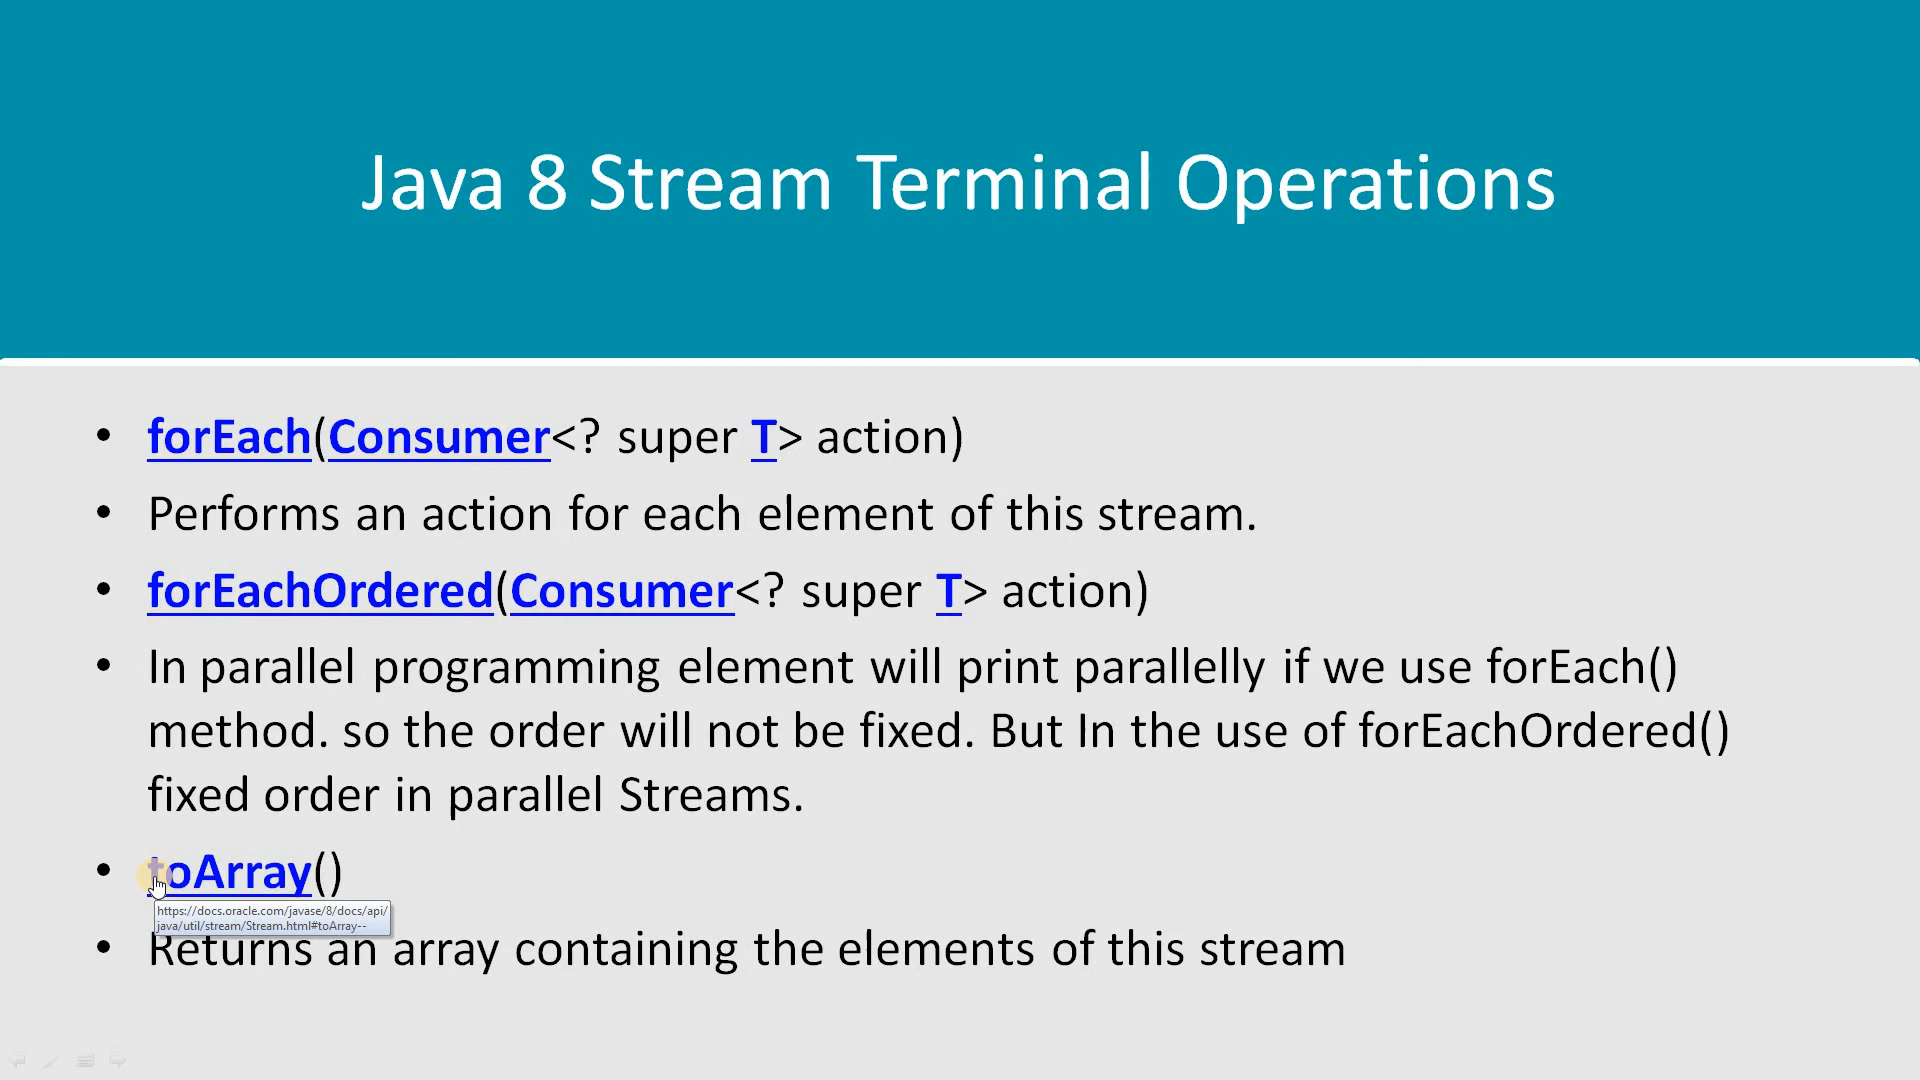 Java 8 Stream Terminal Operations
• forEach(Consumer<? super T> action)
• Performs an action for each element of this stream.
• forEachOrdered(Consumer<? super T> action)
• In parallel programming element will print parallelly if we use forEach()
method. so the order will not be fixed. But In the use of forEachOrdered()
fixed order in parallel Streams.
• toArray()
https://docs.oracle.com/javase/8/docs/api/
java/util/stream/Stream.html#toArray--
• Returns an array containing the elements of this stream